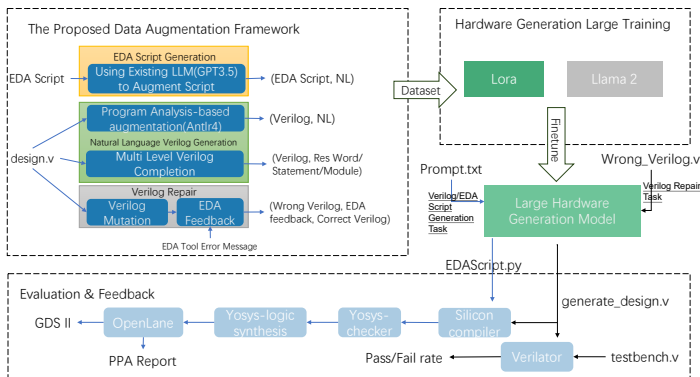 The Proposed Data Augmentation Framework
EDA Script Generation
EDA Script
Using Existing LLM(GPT3.5)
to Augment Script
(EDA Script, NL)
Program Analysis-based
augmentation(Antlr4)
(Verilog, NL)
Natural Language Verilog Generation
design.v
Multi Level Verilog
Completion
(Verilog, Res Word/
Statement/Module)
Verilog Repair
Verilog
Mutation
EDA
Feedback
(Wrong Verilog, EDA
feedback, Correct Verilog)
EDA Tool Error Message
Dataset
Hardware Generation Large Training
Lora
Llama 2
Finetune
Prompt.txt
Wrong_Verilog.v
Verilog/EDA
Script
Generation
Task
Large Hardware
Generation Model
Verilog Repair
Task
EDAScript.py
generate_design.v
Evaluation & Feedback
GDS II
OpenLane
Yosys-logic
synthesis
Yosys-
checker
Silicon
compiler
PPA Report
Pass/Fail rate
Verilator
testbench.v